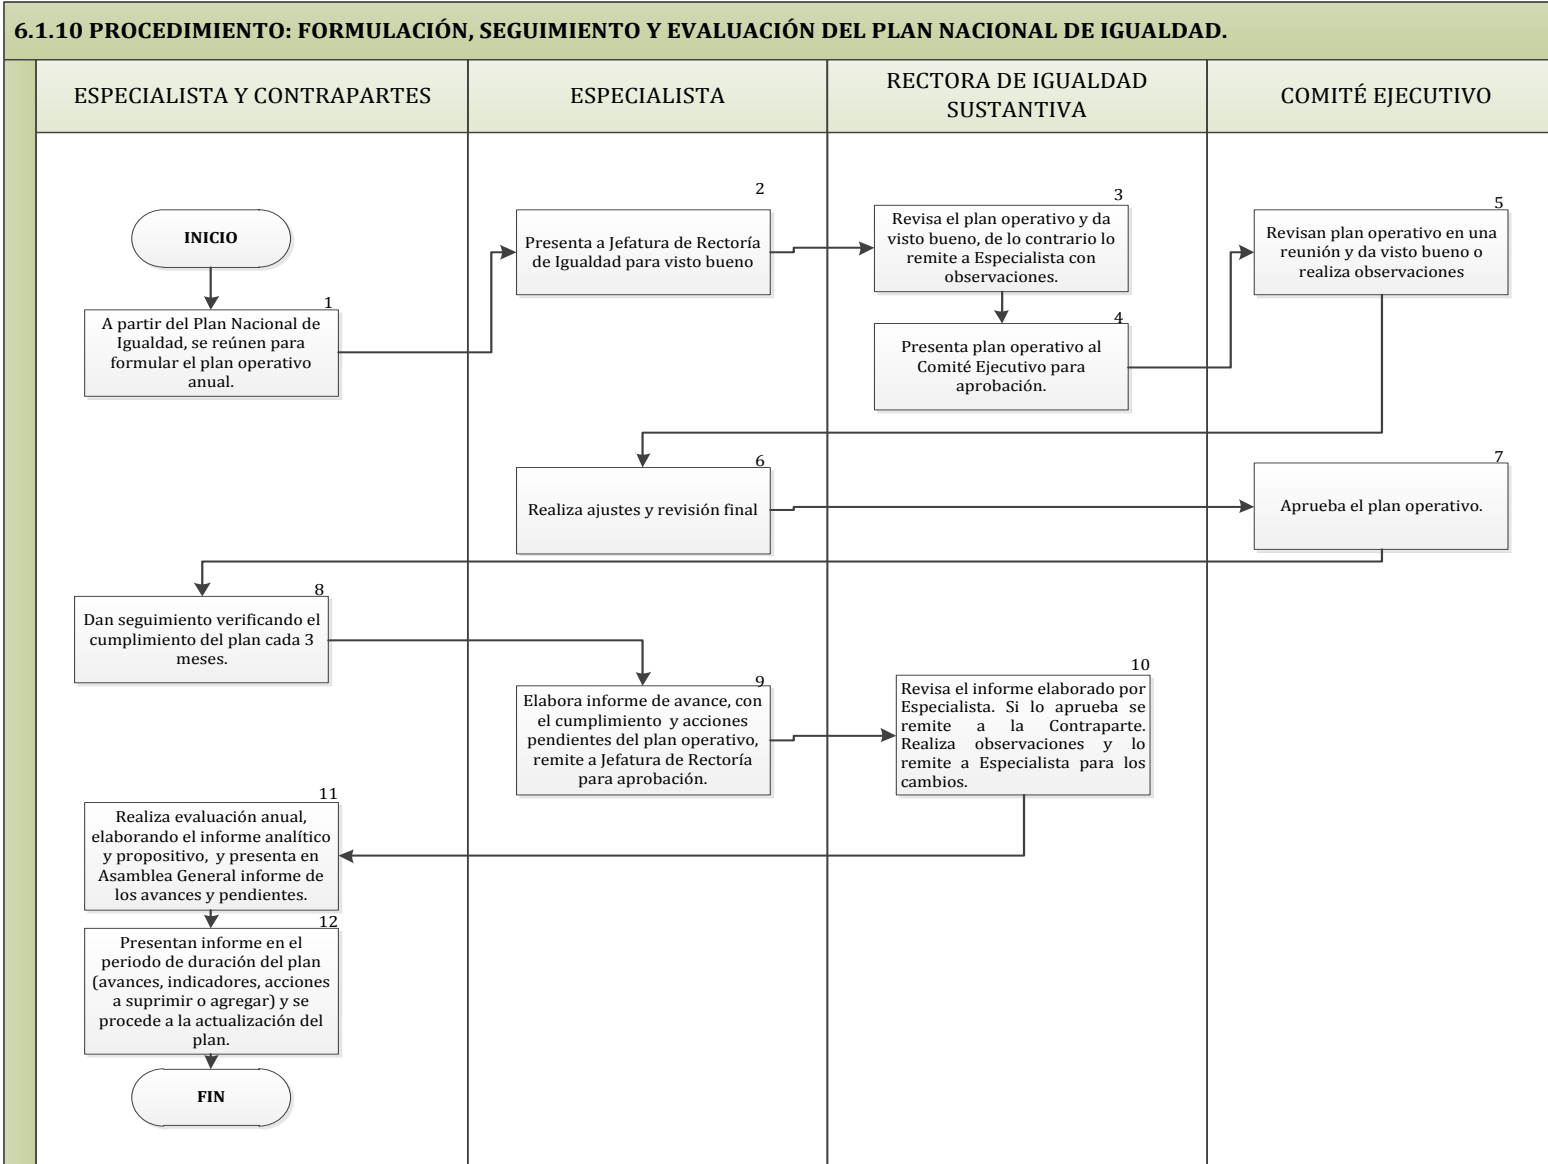 6.1.10 PROCEDIMIENTO: FORMULACIÓN, SEGUIMIENTO Y EVALUACIÓN DEL PLAN NACIONAL DE IGUALDAD.
ESPECIALISTA Y CONTRAPARTES
ESPECIALISTA
RECTORA DE IGUALDAD
SUSTANTIVA
COMITÉ EJECUTIVO
INICIO
1
A partir del Plan Nacional de
Igualdad, se reúnen para
formular el plan operativo
anual.
2
Presenta a Jefatura de Rectoría
de Igualdad para visto bueno
3
Revisa el plan operativo y da
visto bueno, de lo contrario lo
remite a Especialista con
observaciones.
4
Presenta plan operativo al
Comité Ejecutivo para
aprobación.
5
Revisan plan operativo en una
reunión y da visto bueno o
realiza observaciones
6
Realiza ajustes y revisión final
7
Aprueba el plan operativo.
8
Dan seguimiento verificando el
cumplimiento del plan cada 3
meses.
9
Elabora informe de avance, con
el cumplimiento y acciones
pendientes del plan operativo,
remite a Jefatura de Rectoría
para aprobación.
10
Revisa el informe elaborado por
Especialista. Si lo aprueba se
remite a la Contraparte.
Realiza observaciones y lo
remite a Especialista para los
cambios.
11
Realiza evaluación anual,
elaborando el informe analítico
y propositivo, y presenta en
Asamblea General informe de
los avances y pendientes.
12
Presentan informe en el
periodo de duración del plan
(avances, indicadores, acciones
a suprimir o agregar) y se
procede a la actualización del
plan.
FIN